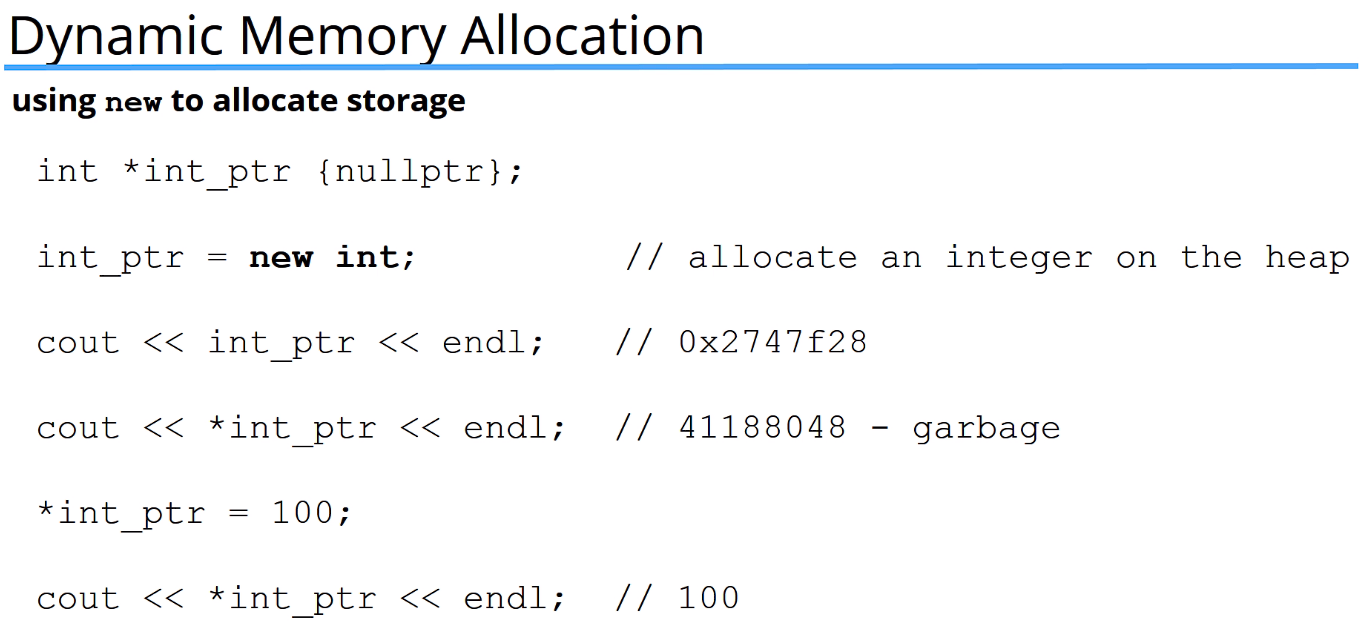 Dynamic Memory Allocation
using new to allocate storage
int *int_ptr {nullptr};
int_ptr = new int; // allocate an integer on the heap
cout << int_ptr << endl; // 0x2747f28
cout << *int_ptr << endl; // 41188048 - garbage
*int_ptr = 100;
cout << *int_ptr << endl; // 100